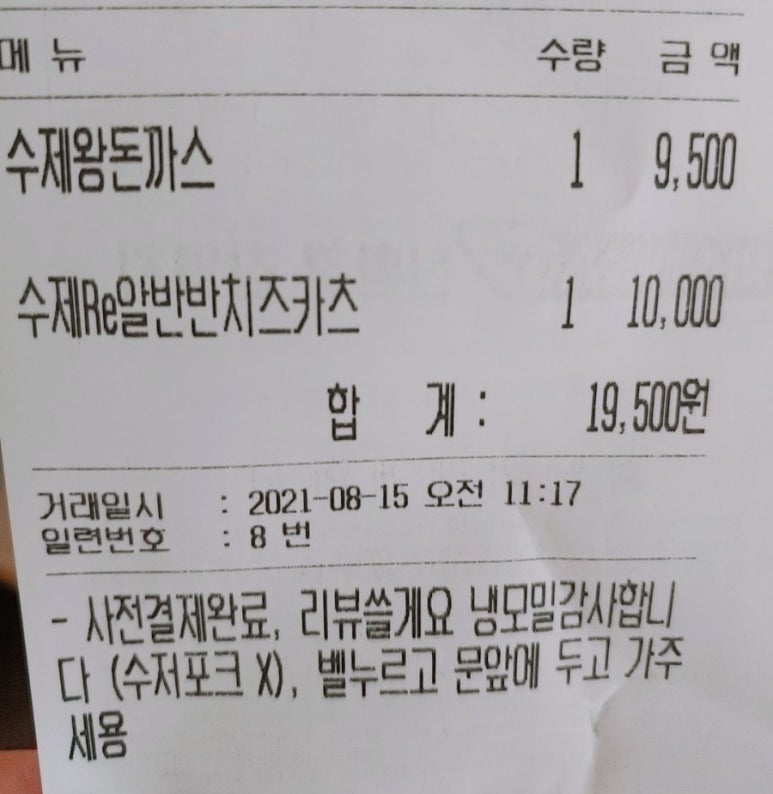 메 뉴 수량 금 액
수제왕돈까스 1 9,500
수제Re알반반치즈카츠 1 10,000
합 계 : 19,500원
거래일시 : 2021-08-15 오전 11:17
일련번호 : 8 번
- 사전결제완료, 리뷰쓸게요 냉모밀감사합니
다 (수저포크 X), 벨누르고 문앞에 두고 가주
세용